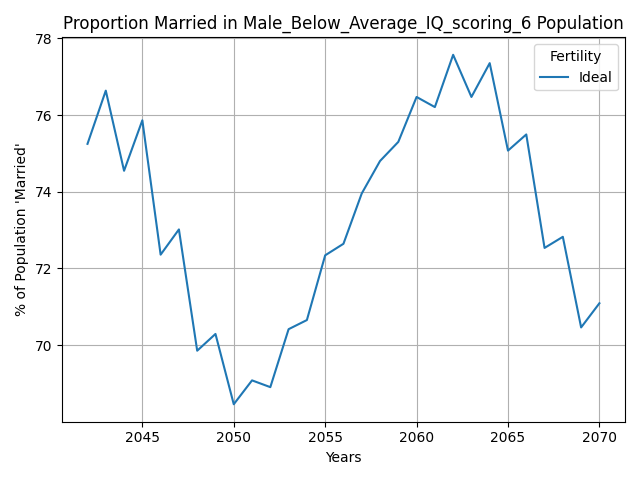 Proportion Married in Male_Below_Average_IQ_scoring_6 Population
78
76
74
72
70
% of Population 'Married'
Fertility
Ideal
2045 2050 2055 2060 2065 2070
Years